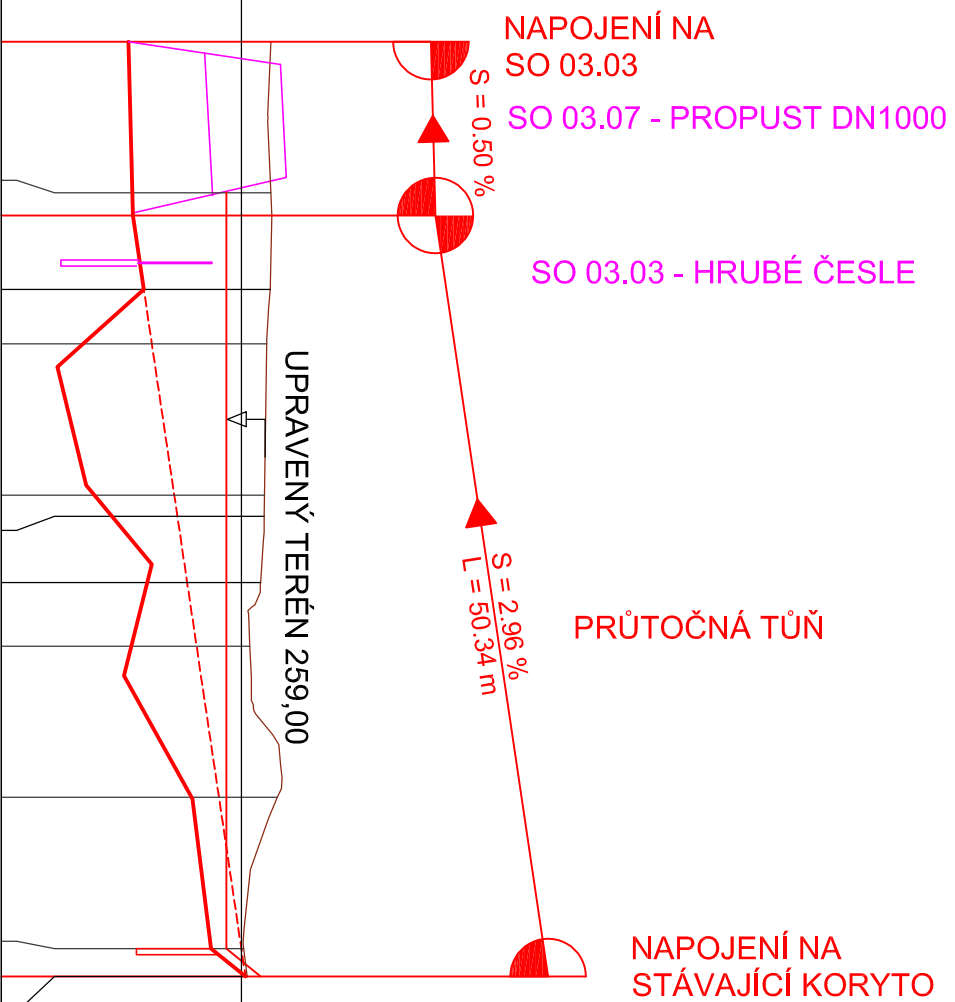 NAPOJENÍ NA
SO 03.03
S = 0.50 %
SO 03.07 - PROPUST DN1000
SO 03.03 - HRUBÉ ČESLE
UPRAVENÝ TERÉN 259,00
S = 2.96 %
L = 50.34 m
PRŮTOČNÁ TŮŇ
NAPOJENÍ NA
STÁVAJÍCÍ KORYTO